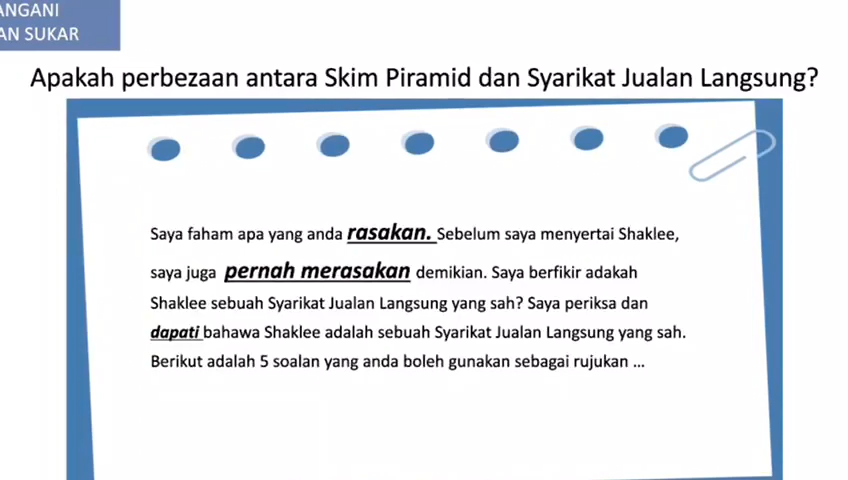 ANGANI
AN SUKAR
Apakah perbezaan antara Skim Piramid dan Syarikat Jualan Langsung?
Saya faham apa yang anda rasakan. Sebelum saya menyertai Shaklee,
saya juga pernah merasakan demikian. Saya berfikir adakah
Shaklee sebuah Syarikat Jualan Langsung yang sah? Saya periksa dan
dapati bahawa Shaklee adalah sebuah Syarikat Jualan Langsung yang sah.
Berikut adalah 5 soalan yang anda boleh gunakan sebagai rujukan ...